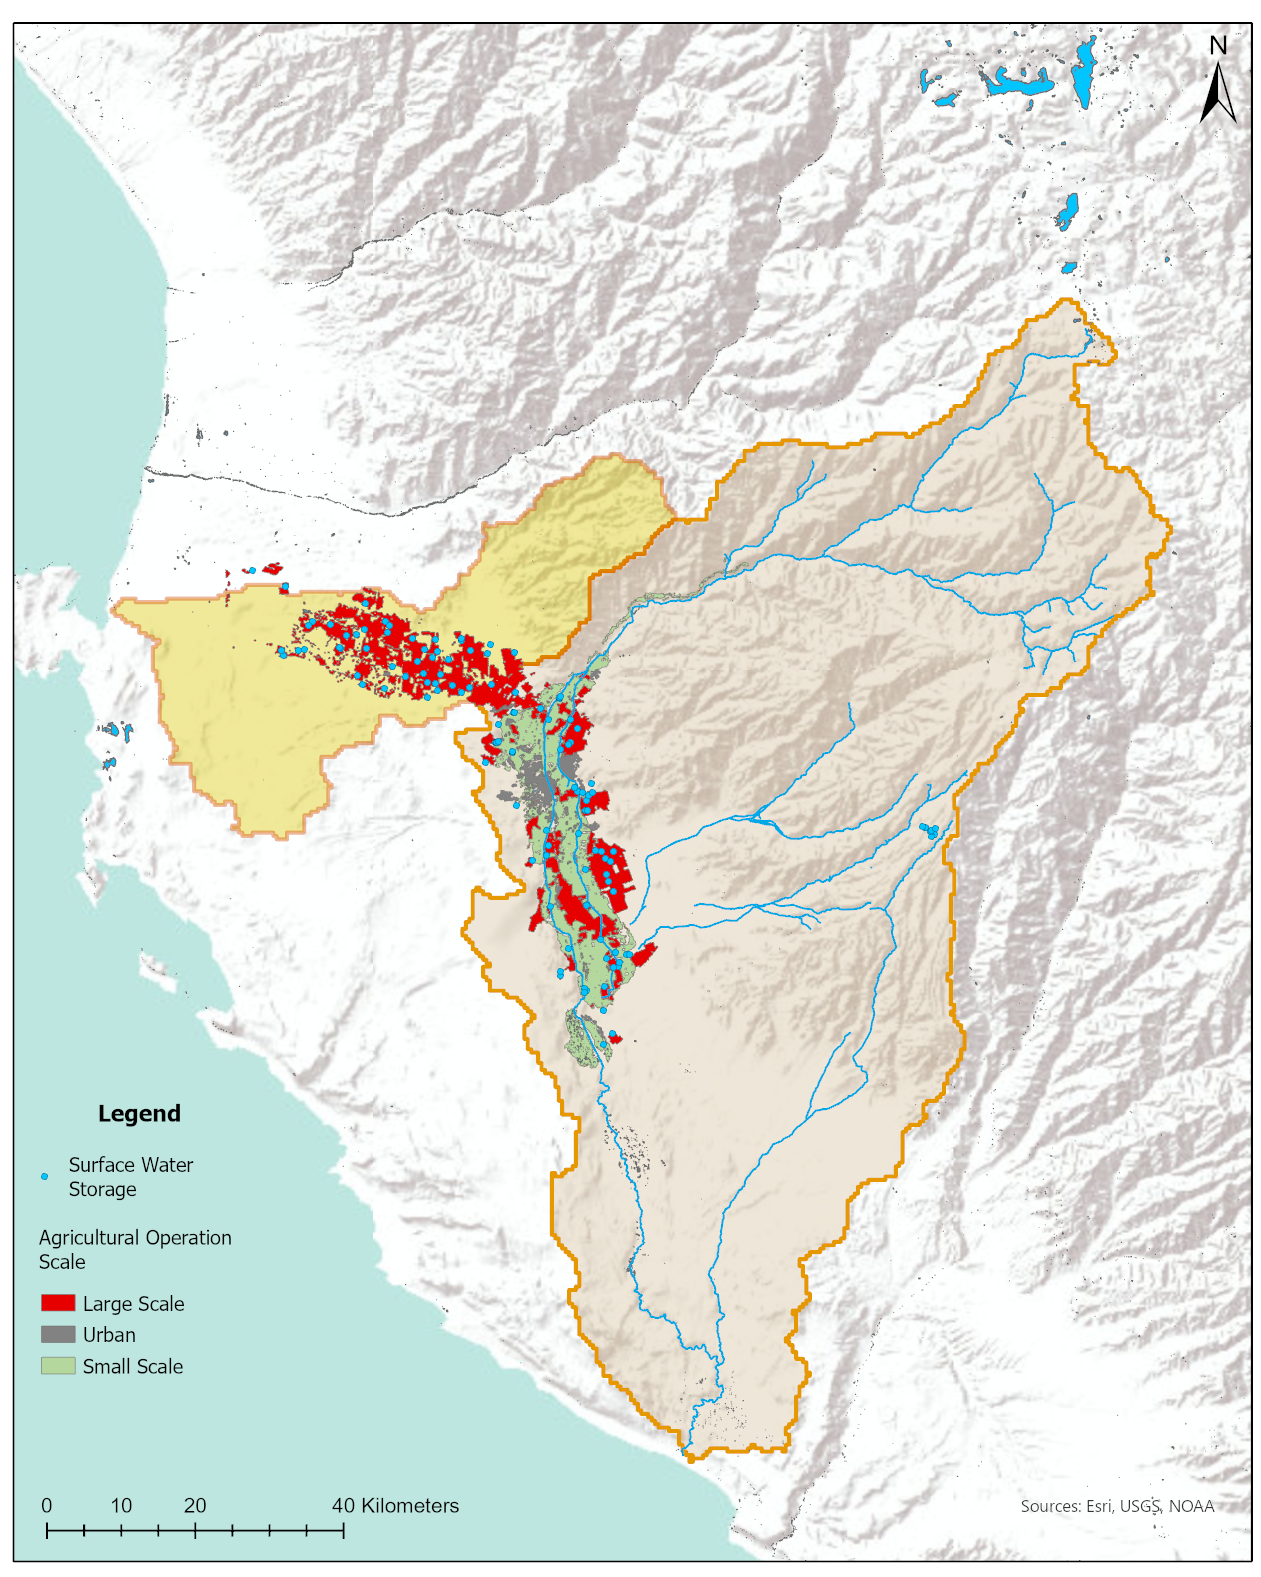 N
Legend
Surface Water
Storage
Agricultural Operation
Scale
Large Scale
Urban
Small Scale
0 10 20 40 Kilometers
Sources: Esri, USGS, NOAA